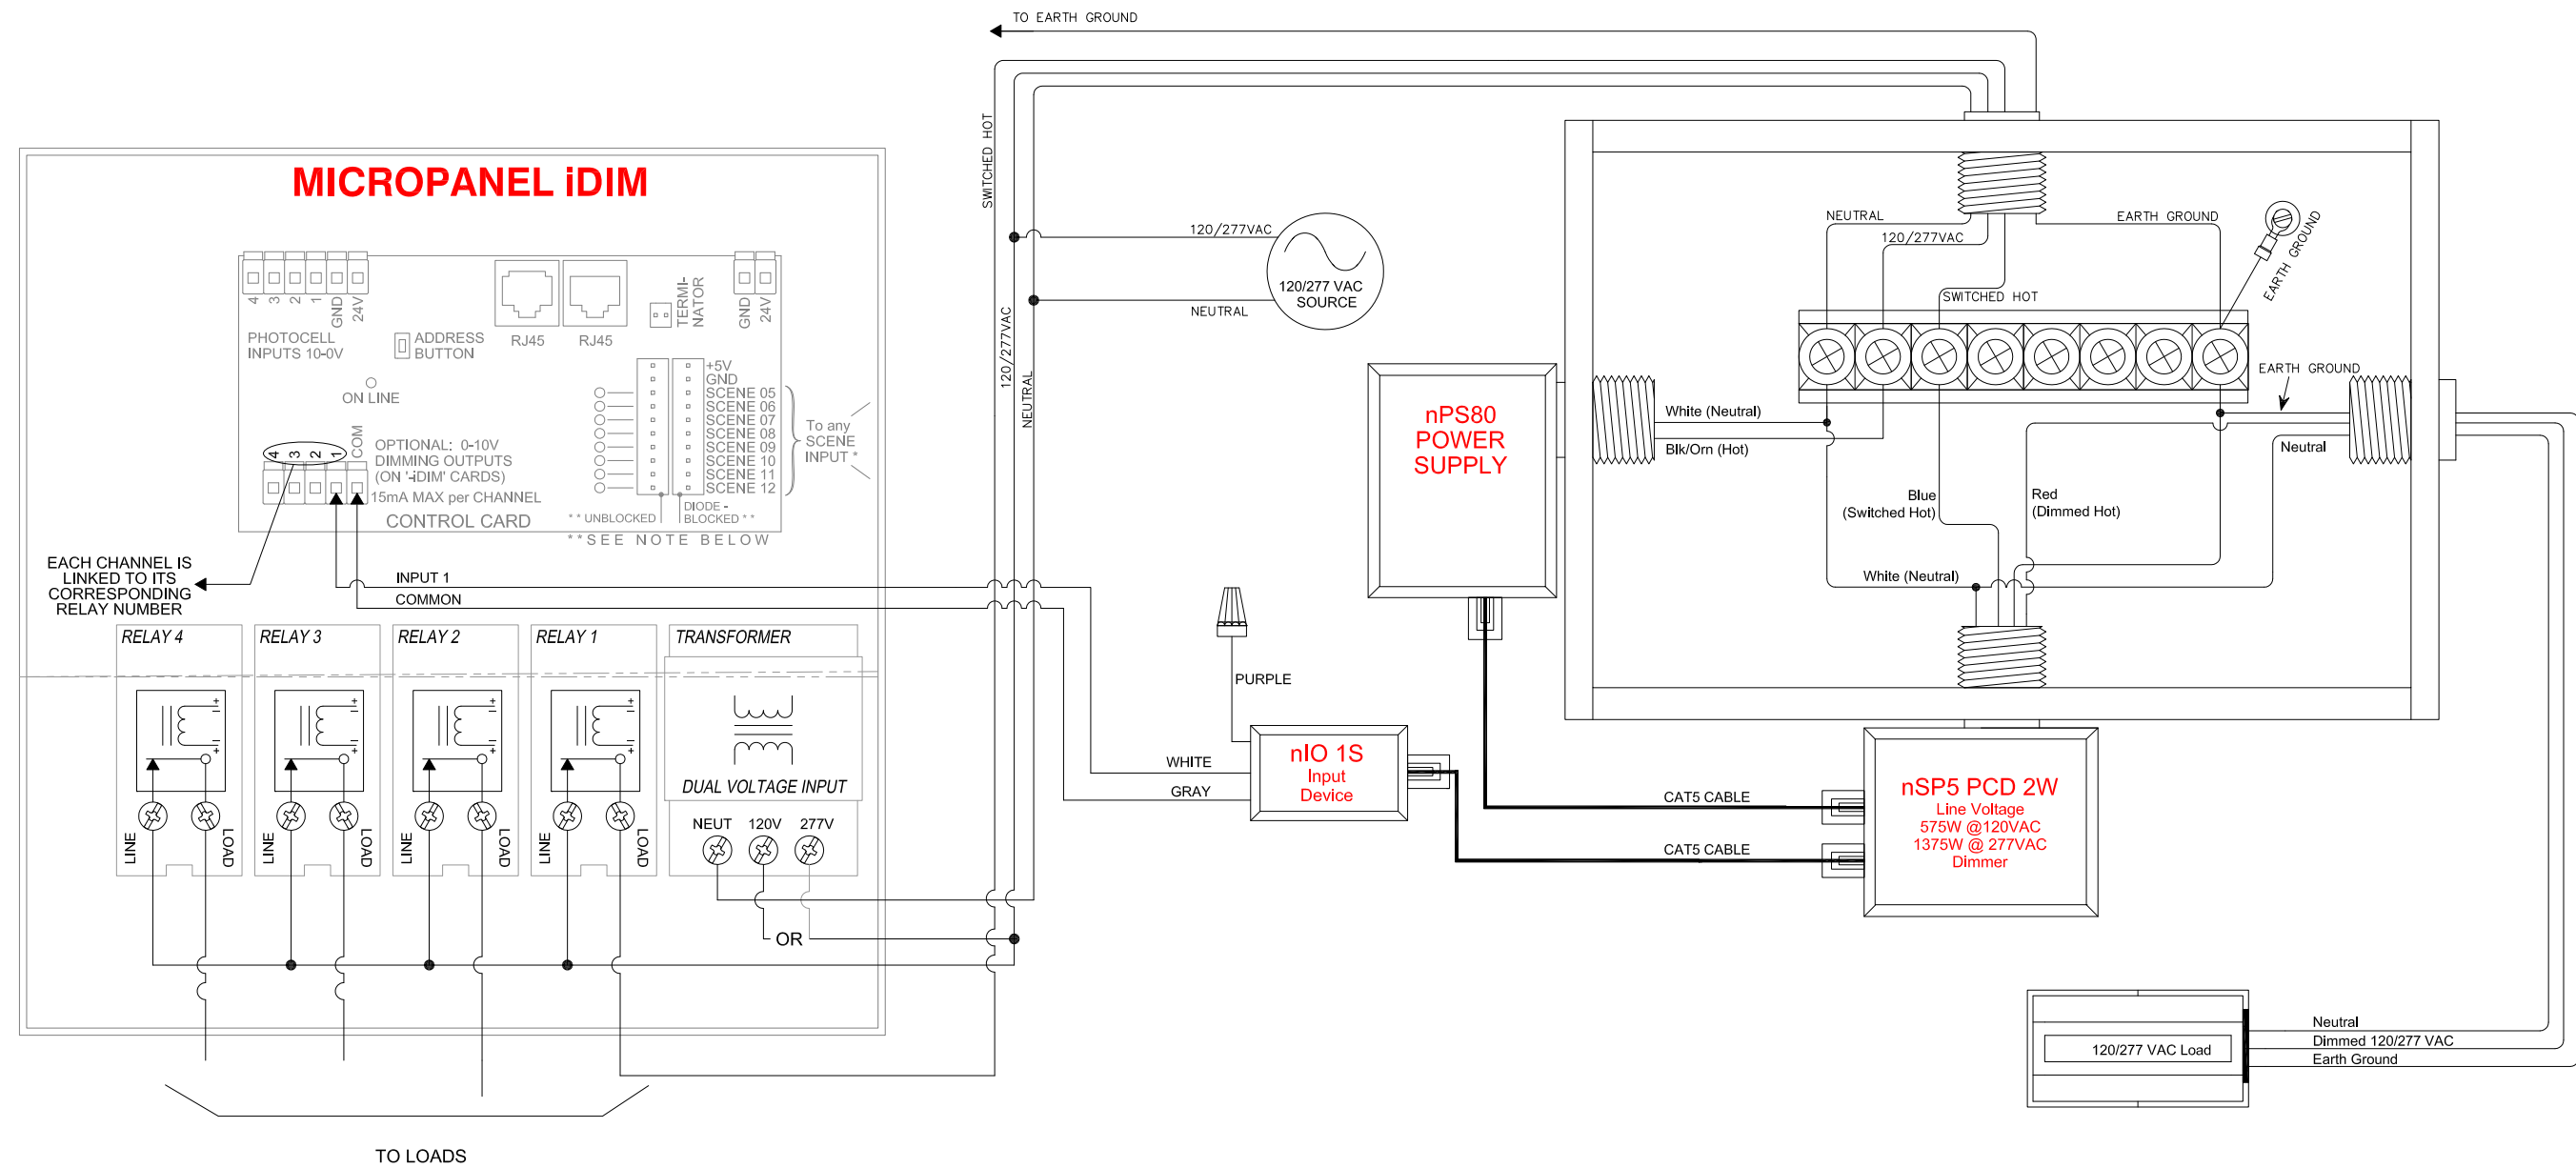 TO EARTH GROUND
SWITCHED HOT
120/277VAC
NEUTRAL
MICROPANEL iDIM
4
3
2
1
GND
24V
PHOTOCELL
INPUTS 10-0V
ADDRESS
BUTTON
ON LINE
RJ45
RJ45
TERMI-
NATOR
GND
24V
+5V
GND
SCENE 05
SCENE 06
SCENE 07
SCENE 08
SCENE 09
SCENE 10
SCENE 11
SCENE 12
To any
SCENE
INPUT *
4
3
2
1
COM
OPTIONAL: 0-10V
DIMMING OUTPUTS
(ON '-iDIM' CARDS)
15mA MAX per CHANNEL
CONTROL CARD
** UNBLOCKED
DIODE -
BLOCKED **
**SEE NOTE BELOW
EACH CHANNEL IS
LINKED TO ITS
CORRESPONDING
RELAY NUMBER
INPUT 1
COMMON
RELAY 4
RELAY 3
RELAY 2
RELAY 1
TRANSFORMER
DUAL VOLTAGE INPUT
NEUT
120V
277V
LINE
LOAD
LINE
LOAD
LINE
LOAD
LINE
LOAD
OR
TO LOADS
120/277VAC
NEUTRAL
120/277 VAC
SOURCE
nPS80
POWER
SUPPLY
PURPLE
WHITE
GRAY
nIO 1S
Input
Device
CAT5 CABLE
CAT5 CABLE
nSP5 PCD 2W
Line Voltage
575W @120VAC
1375W @ 277VAC
Dimmer
NEUTRAL
120/277VAC
SWITCHED HOT
EARTH GROUND
EARTH GROUND
EARTH GROUND
White (Neutral)
Blk/Orn (Hot)
Neutral
Blue
(Switched Hot)
Red
(Dimmed Hot)
White (Neutral)
120/277 VAC Load
Neutral
Dimmed 120/277 VAC
Earth Ground